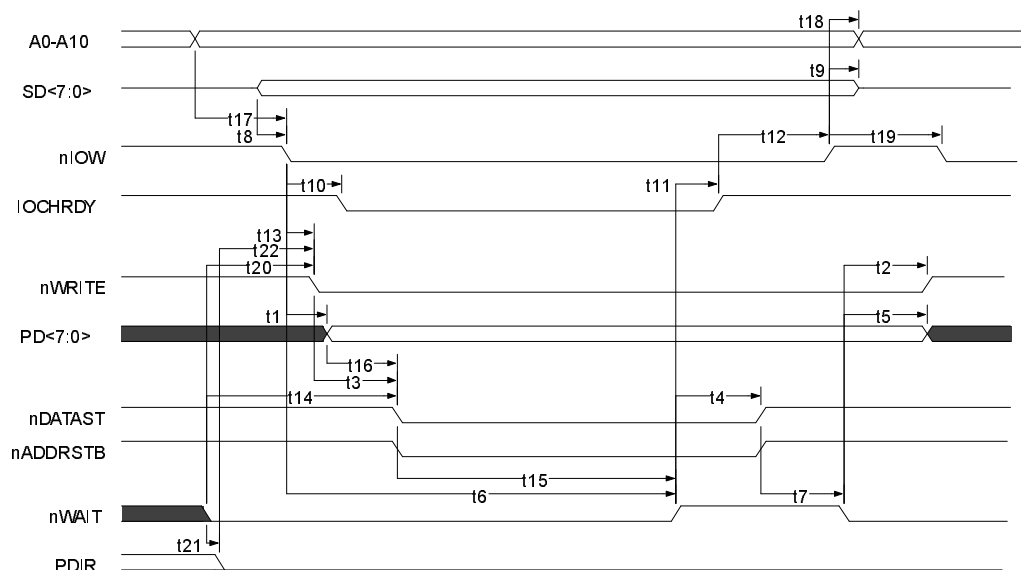 t18
A0-A10
t9
SD<7:0>
t17
t8
t12
t19
nIOW
t10
t11
IOCHRDY
t13
t22
t20
t2
nWRITE
t1
t5
PD<7:0>
t16
t3
t14
t4
nDATAST
nADDRSTB
t15
t6
t7
nWAIT
t21
PDIR